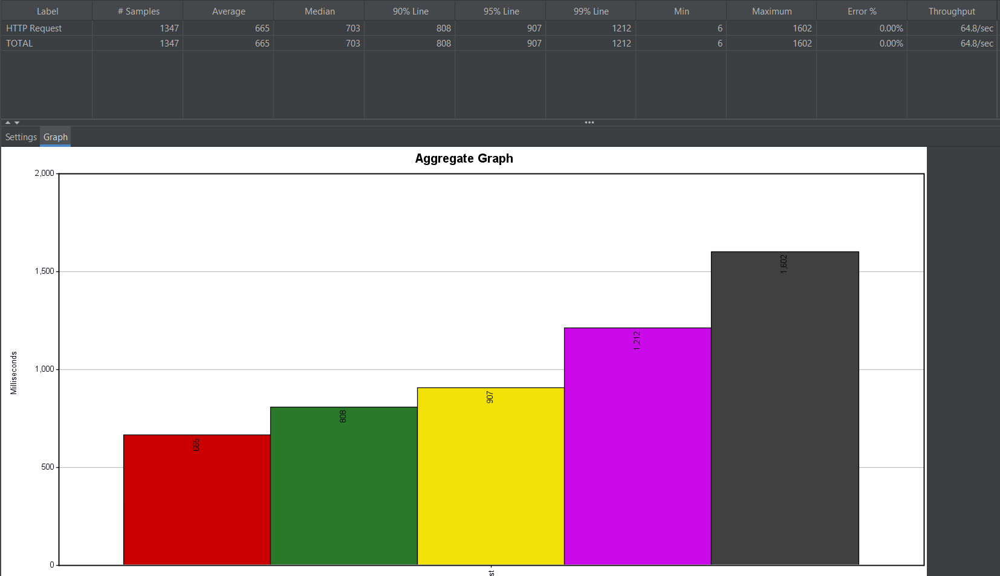 Label # Samples Average Median 90% Line 95% Line 99% Line Min Maximum Error % Throughput
HTTP Request 1347 665 703 808 907 1212 6 1602 0.00% 64.8/sec
TOTAL 1347 665 703 808 907 1212 6 1602 0.00% 64.8/sec
Settings Graph
Aggregate Graph
2,000
1,500
1,000
500
0
Milliseconds
665
808
907
1,212
1,602
st